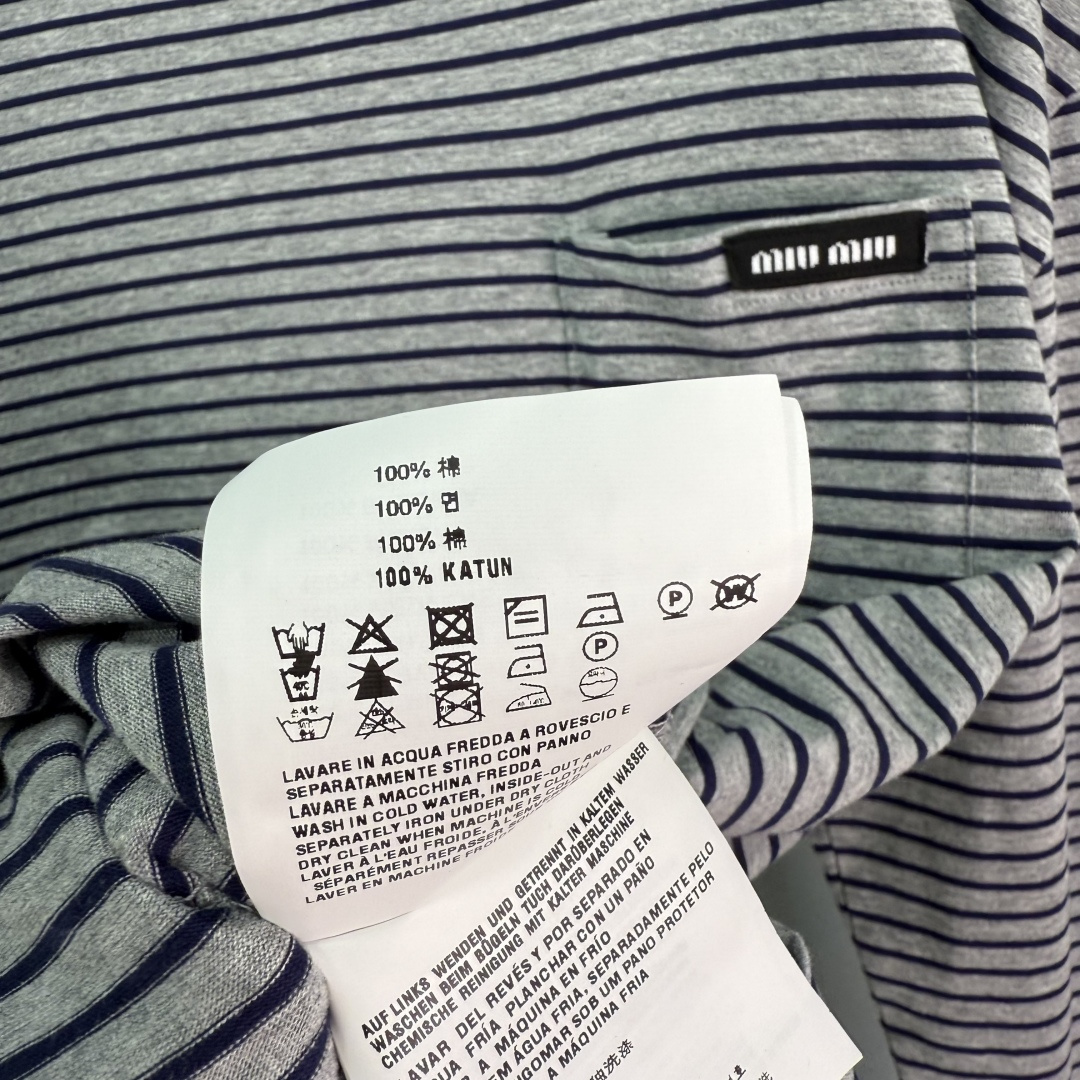 MIU MIU
100% 棉
100% 면
100% 棉
100% KATUN
P
W
P
LAVARE IN ACQUA FREDDA A ROVESCIO E
SEPARATAMENTE STIRO CON PANNO
LAVARE A MACCHINA FREDDA
WASH IN COLD WATER, INSIDE-OUT AND
SEPARATELY IRON UNDER DRY CLOTH
DRY CLEAN WHEN MACHINE IS COLD
LAVER À L'EAU FROIDE, À L'ENVERS
SÉPARÉMENT REPASSER
LAVER EN MACHINE FROIDE
AUF LINKS WENDEN UND GETRENNT IN KALTEM WASSER
WASCHEN BEIM BÜGELN TUCH DARÜBERLEGEN
CHEMISCHE REINIGUNG MIT KALTER MASCHINE
LAVAR DEL REVÉS Y POR SEPARADO EN
AGUA FRÍA PLANCHAR CON UN PAÑO
A MÁQUINA EN FRÍO
EM ÁGUA FRIA, SEPARADAMENTE PELO
ENGOMAR SOB UM PANO PROTETOR
A MÁQUINA FRIA
洗涤